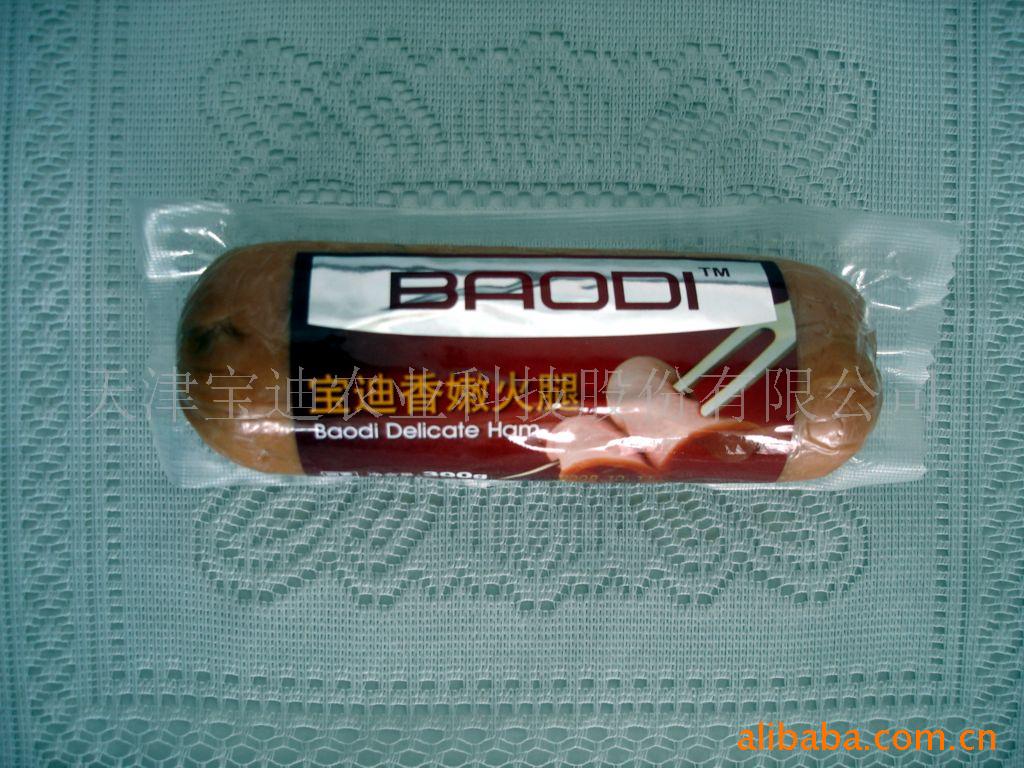 BAODI™
宝迪香嫩火腿
天津宝迪农业科技股份有限公司
Baodi Delicate Ham
300g
alibaba.com.cn